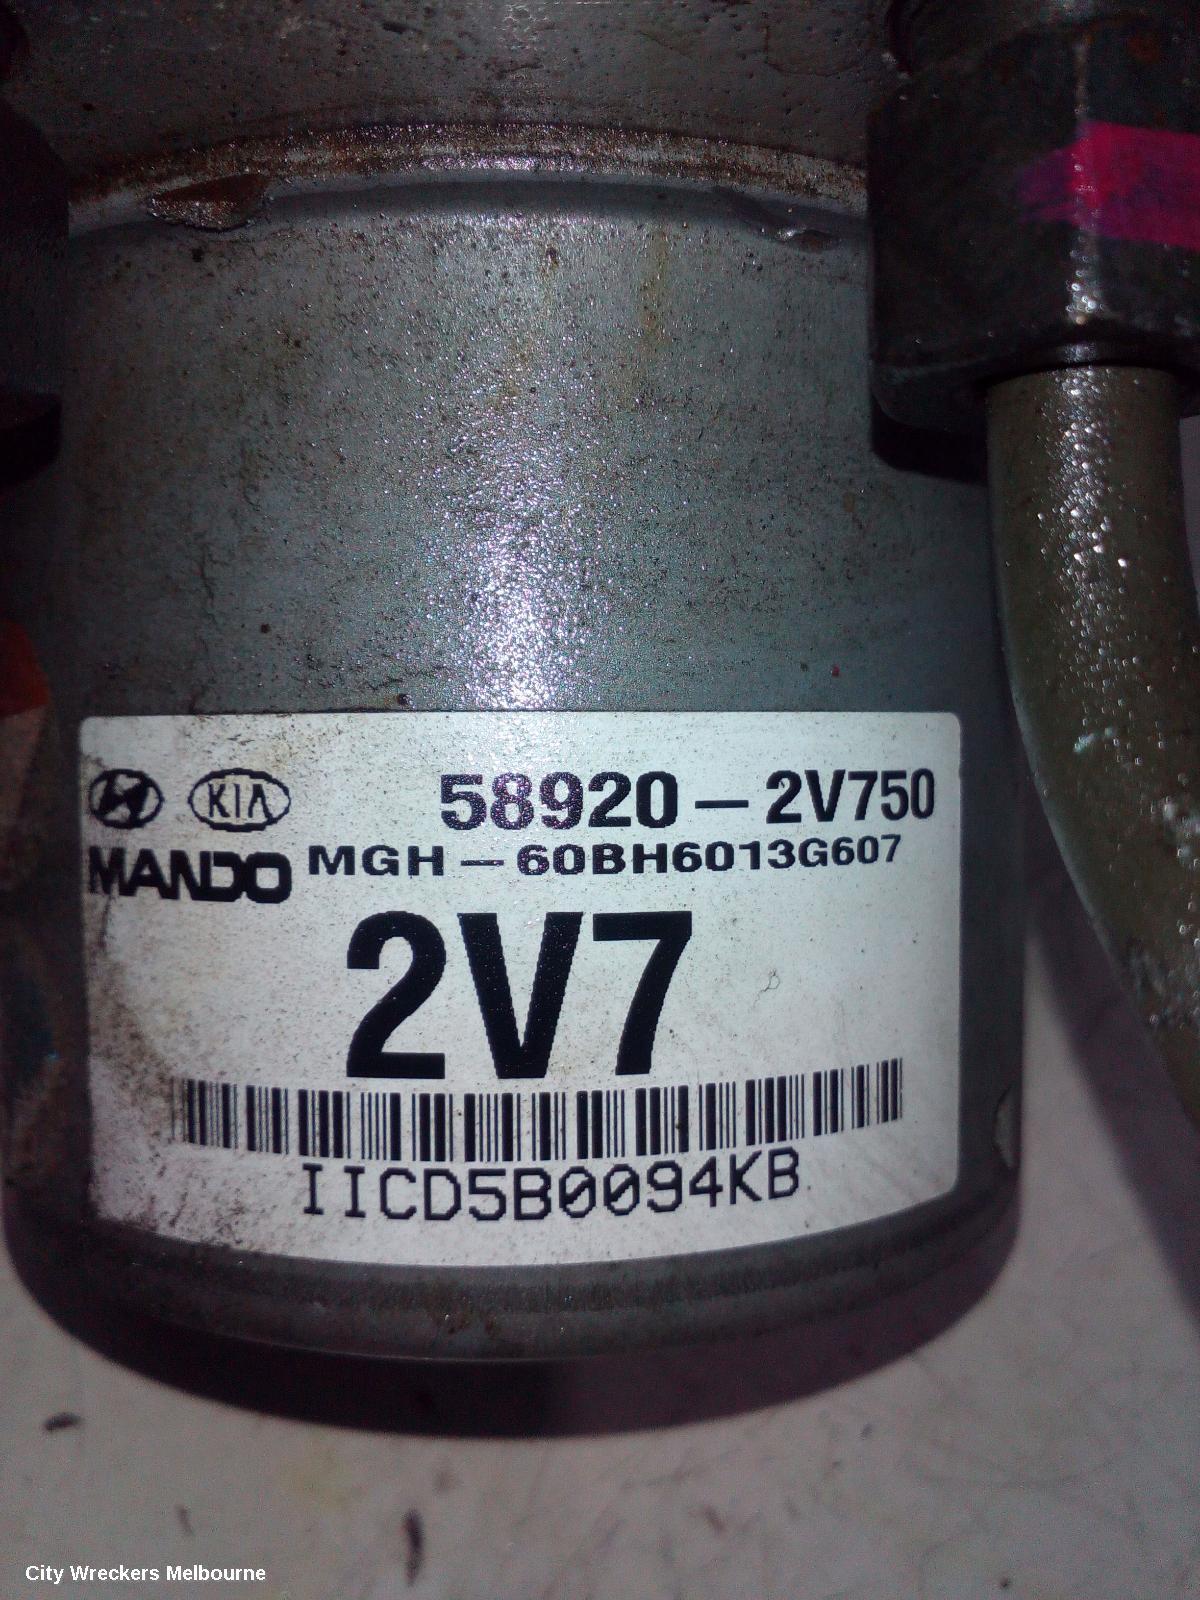 KIA 58920-2V750
MANDO MGH-60BH6013G607
2V7
IICD5B0094KB
City Wreckers Melbourne